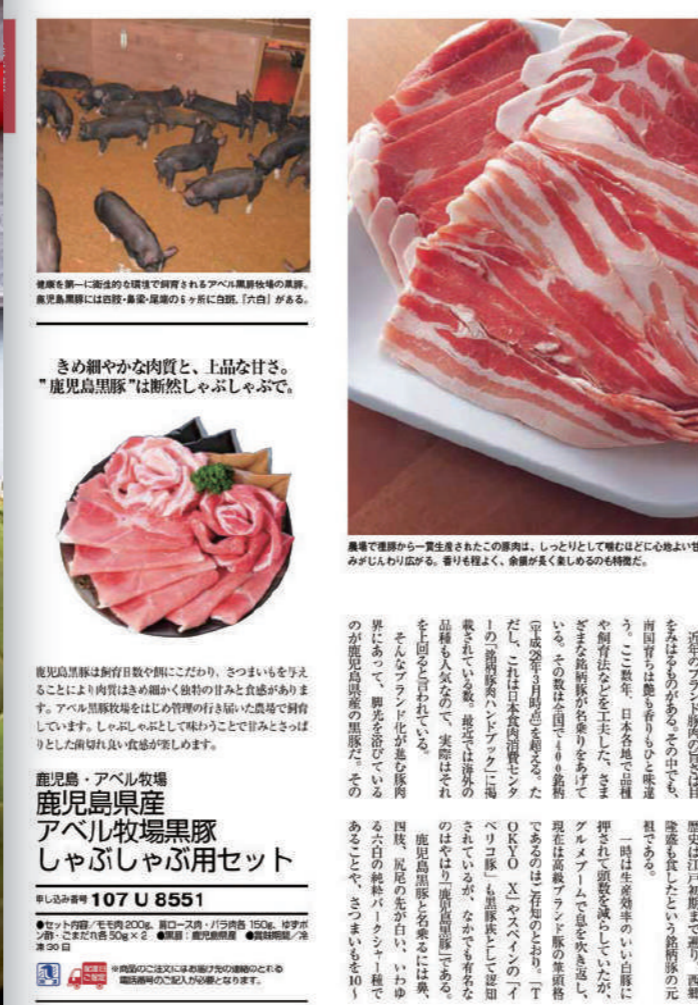 健康を第一に衛生的な環境で飼育されるアベル黒豚牧場の黒豚。
鹿児島黒豚には四肢・鼻梁・尾端の6ヶ所に白斑、「六白」がある。
きめ細やかな肉質と、上品な甘さ。
"鹿児島黒豚"は断然しゃぶしゃぶで。
鹿児島黒豚は飼育日数や餌にこだわり、さつまいもを与え
ることにより肉質はきめ細かく独特の甘みと食感がありま
す。アベル黒豚牧場をはじめ管理の行き届いた農場で飼育
しています。しゃぶしゃぶとして味わうことで甘みとさっぱ
りとした歯切れ良い食感が楽しめます。
鹿児島・アベル牧場
鹿児島県産
アベル牧場黒豚
しゃぶしゃぶ用セット
申し込み番号 107 U 8551
●セット内容/モモ肉200g、肩ロース肉・バラ肉各150g、ゆずポ
ン酢・ごまだれ各50g×2 ●黒豚:鹿児島県産 ●賞味期間/冷
凍30日
※商品のご注文にはお届け先の連絡のとれる
電話番号のご記入が必要となります。
農場で種豚から一貫生産されたこの豚肉は、しっとりとして噛むほどに心地よい甘
みがじんわり広がる。香りも程よく、余韻が長く楽しめるのも特徴だ。
近年のブランド豚肉の旨さは目
をみはるものがある。その中でも、
南国育ちは艶も香りもひと味違
う。ここ数年、日本各地で品種
や飼育法などを工夫した、さま
ざまな銘柄豚が名乗りをあげて
いる。その数は全国で400銘柄
(平成28年3月時点)を超える。た
だし、これは日本食肉消費センタ
ーの「銘柄豚肉ハンドブック」に掲
載されている数。最近では海外の
品種も人気なので、実際はそれ
を上回ると言われている。
そんなブランド化が進む豚肉
界にあって、脚光を浴びている
のが鹿児島県産の黒豚だ。その
歴史は江戸初期まで遡り、
隆盛も貸したという銘柄豚の元
祖である。
一時は生産効率のいい白豚に
押されて頭数を減らしていたが、
グルメブームで息を吹き返し、
現在は高級ブランド豚の筆頭格
であるのはご存知のとおり。「T
OKYO X」やスペインの「イ
ベリコ豚」も黒豚族として認知
されているが、なかでも有名な
のはやはり「鹿児島黒豚」である。
鹿児島黒豚と名乗るには鼻、
四肢、尻尾の先が白い、いわゆ
る六白の純粋バークシャー種で
あることや、さつまいもを10～